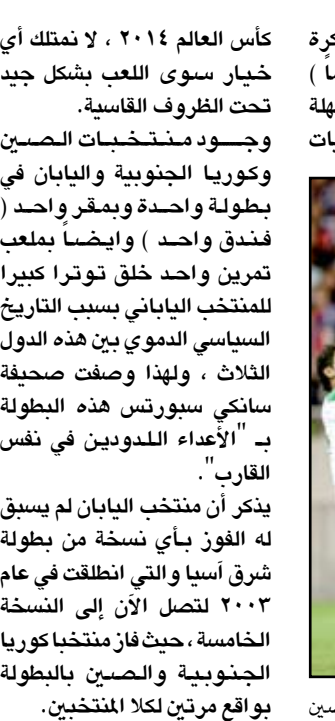 كرة
اً )
هلة
يات
سين
كأس العالم ٢٠١٤ ، لا نمتلك أي
خيار سوى اللعب بشكل جيد
تحت الظروف القاسية.
وجود منتخبات الصين
وكوريا الجنوبية واليابان في
بطولة واحدة وبمقر واحد (
فندق واحد ) وايضاً بملعب
تمرين واحد خلق توترا كبيرا
للمنتخب الياباني بسبب التاريخ
السياسي الدموي بين هذه الدول
الثلاث ، ولهذا وصفت صحيفة
سانكي سبورتس هذه البطولة
بـ "الأعداء اللدودين في نفس
القارب".
يذكر أن منتخب اليابان لم يسبق
له الفوز بأي نسخة من بطولة
شرق آسيا والتي انطلقت في عام
٢٠٠٣ لتصل الآن إلى النسخة
الخامسة ، حيث فاز منتخبا كوريا
الجنوبية والصين بالبطولة
بواقع مرتين لكلا المنتخبين.